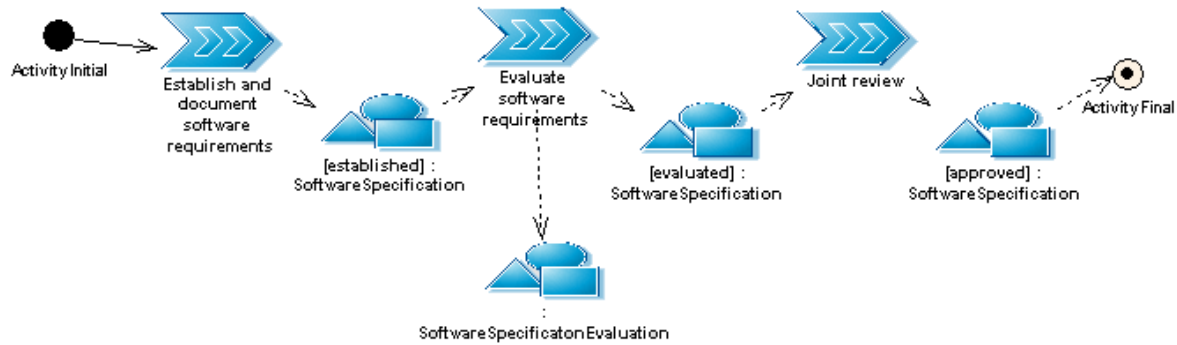 Activity Initial
Establish and
document
software
requirements
[established] :
SoftwareSpecification
Evaluate
software
requirements
:
SoftwareSpecificatonEvaluation
[evaluated] :
SoftwareSpecification
Joint review
[approved] :
SoftwareSpecification
Activity Final